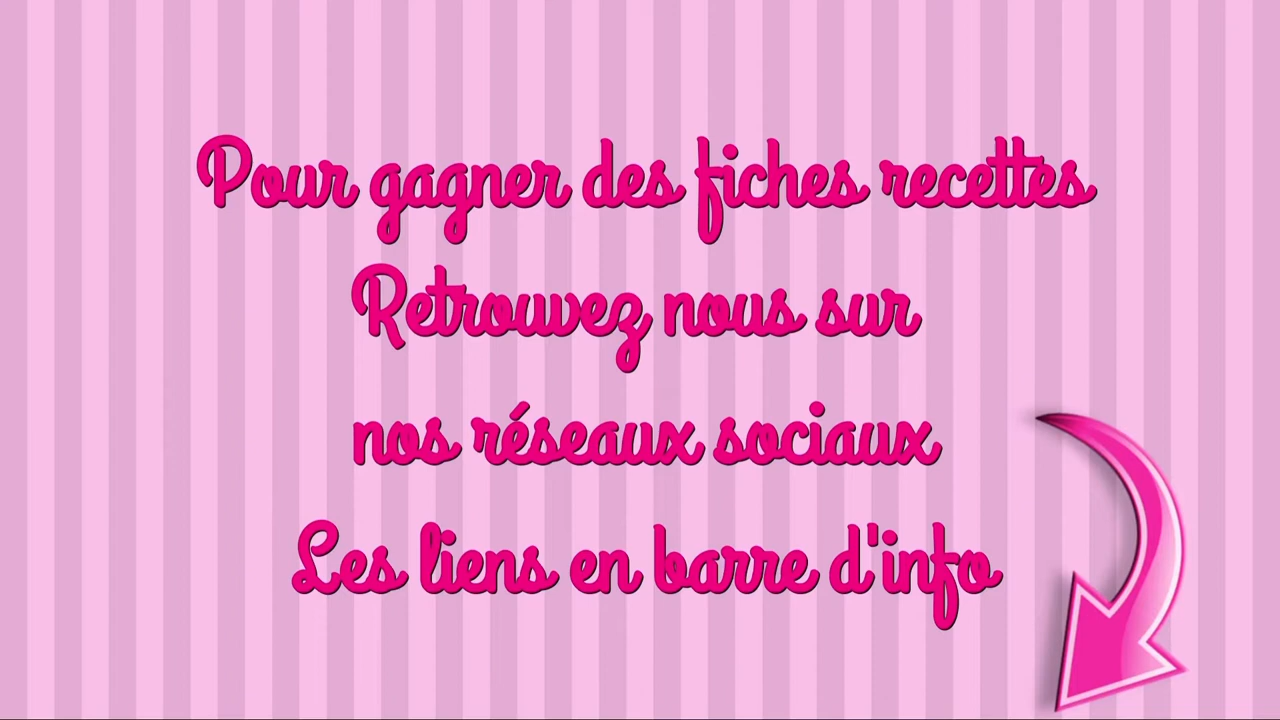 Pour gagner des fiches recettes
Retrouvez nous sur
nos réseaux sociaux
Les liens en barre d'info